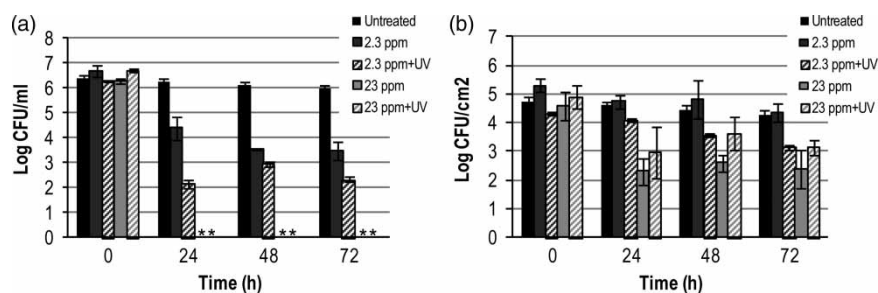 (a)
Log CFU/ml
8
7
6
5
4
3
2
1
0
Untreated
2.3 ppm
2.3 ppm+UV
23 ppm
23 ppm+UV
** ** **
0 24 48 72
Time (h)
(b)
Log CFU/cm2
7
6
5
4
3
2
1
0
Untreated
2.3 ppm
2.3 ppm+UV
23 ppm
23 ppm+UV
0 24 48 72
Time (h)